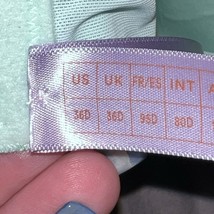 US UK FR/ES INT
36D 36D 95D 80D